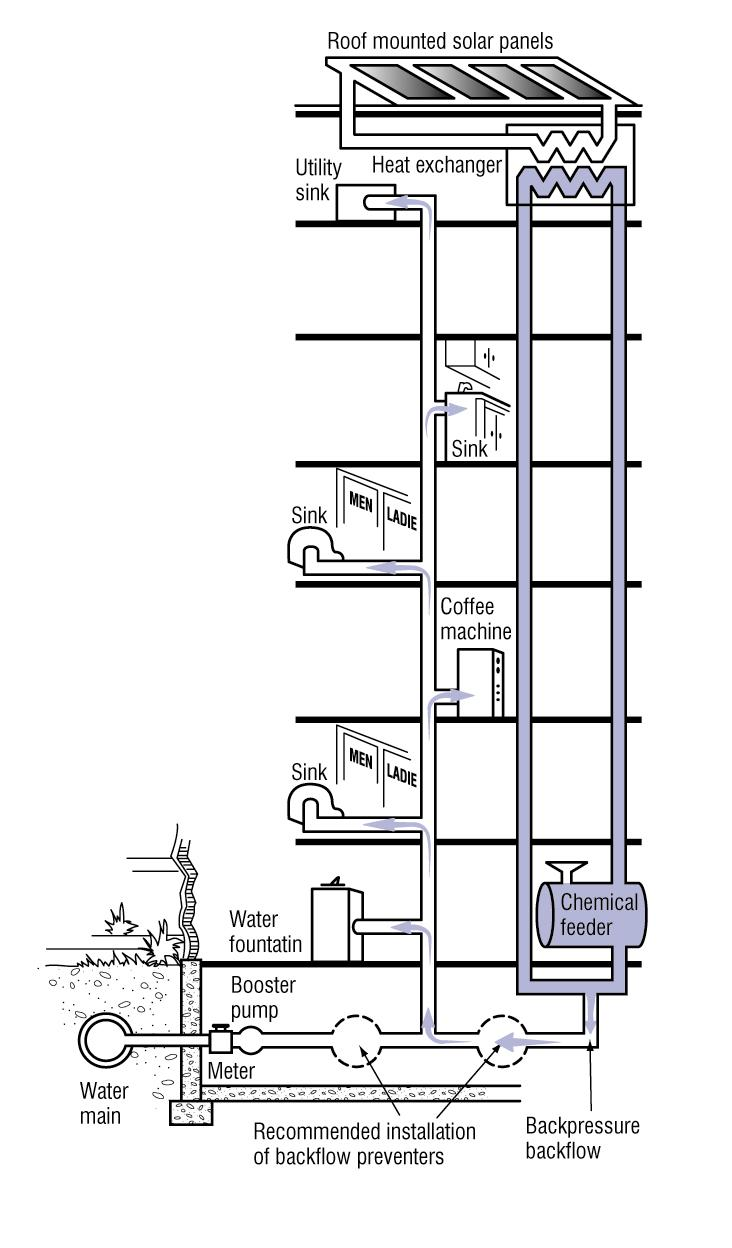 Roof mounted solar panels
Utility
sink
Heat exchanger
Sink
MEN
LADIE
Sink
Coffee
machine
MEN
LADIE
Sink
Chemical
feeder
Water
fountatin
Booster
pump
Meter
Water
main
Recommended installation
of backflow preventers
Backpressure
backflow